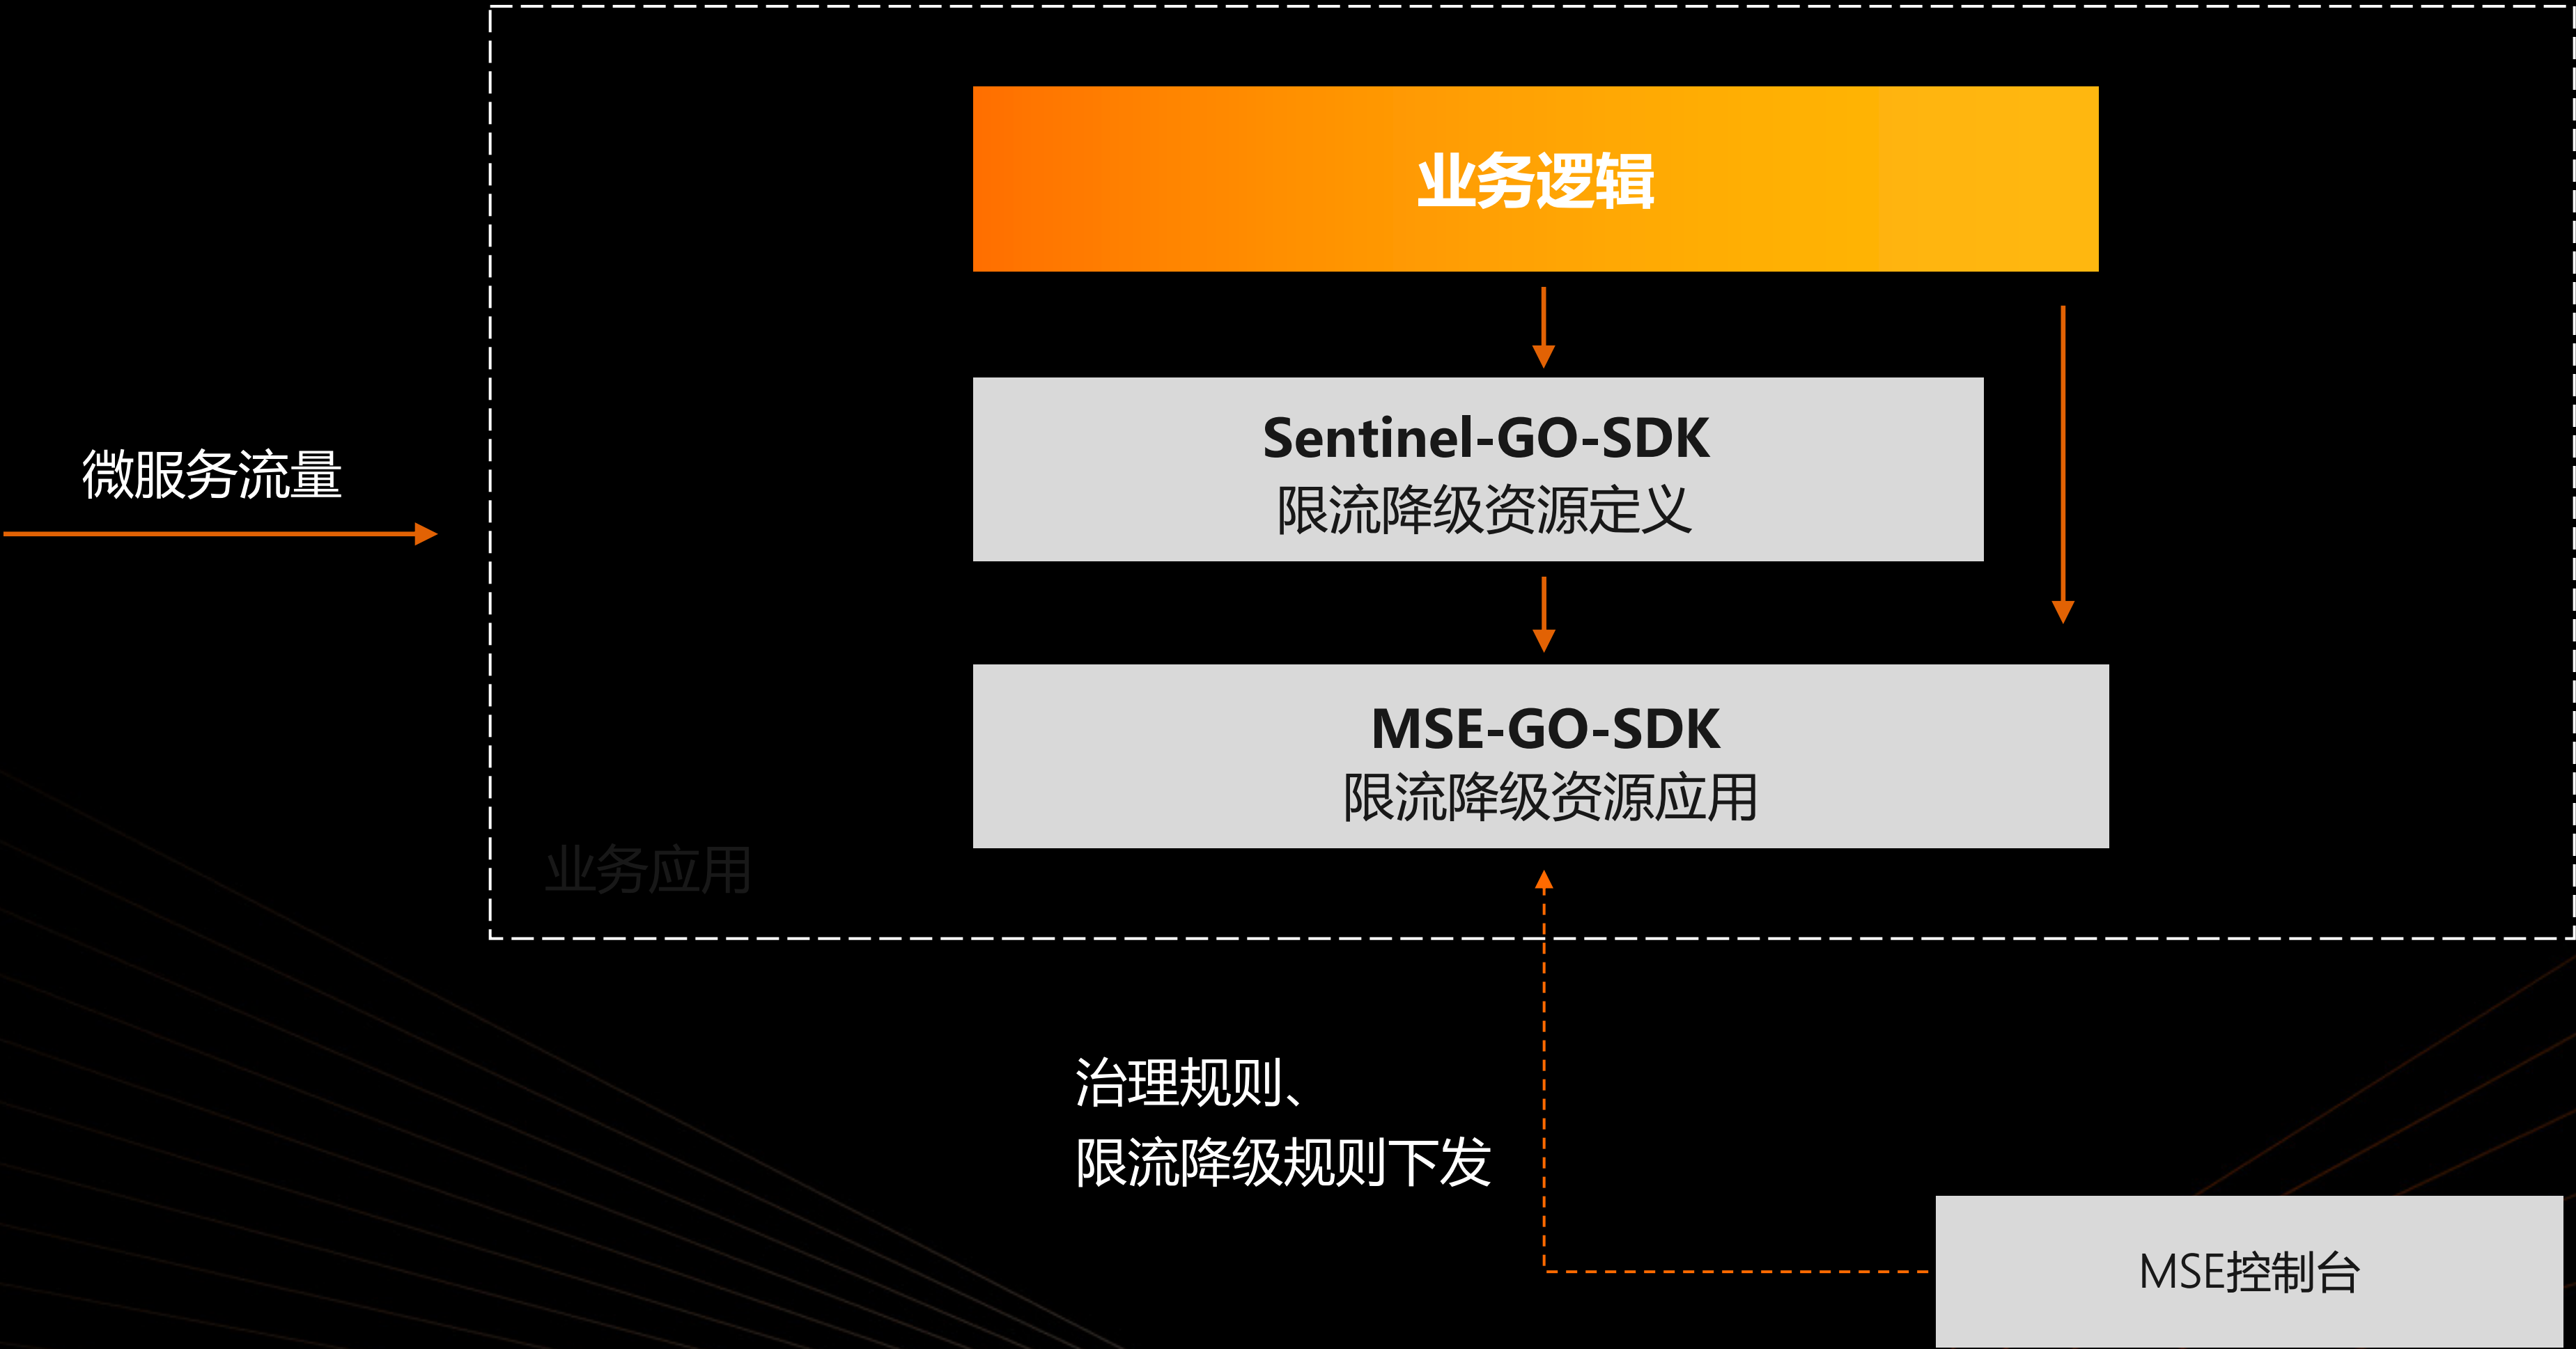 业务逻辑
Sentinel-GO-SDK
限流降级资源定义
微服务流量
MSE-GO-SDK
限流降级资源应用
业务应用
治理规则、
限流降级规则下发
MSE控制台